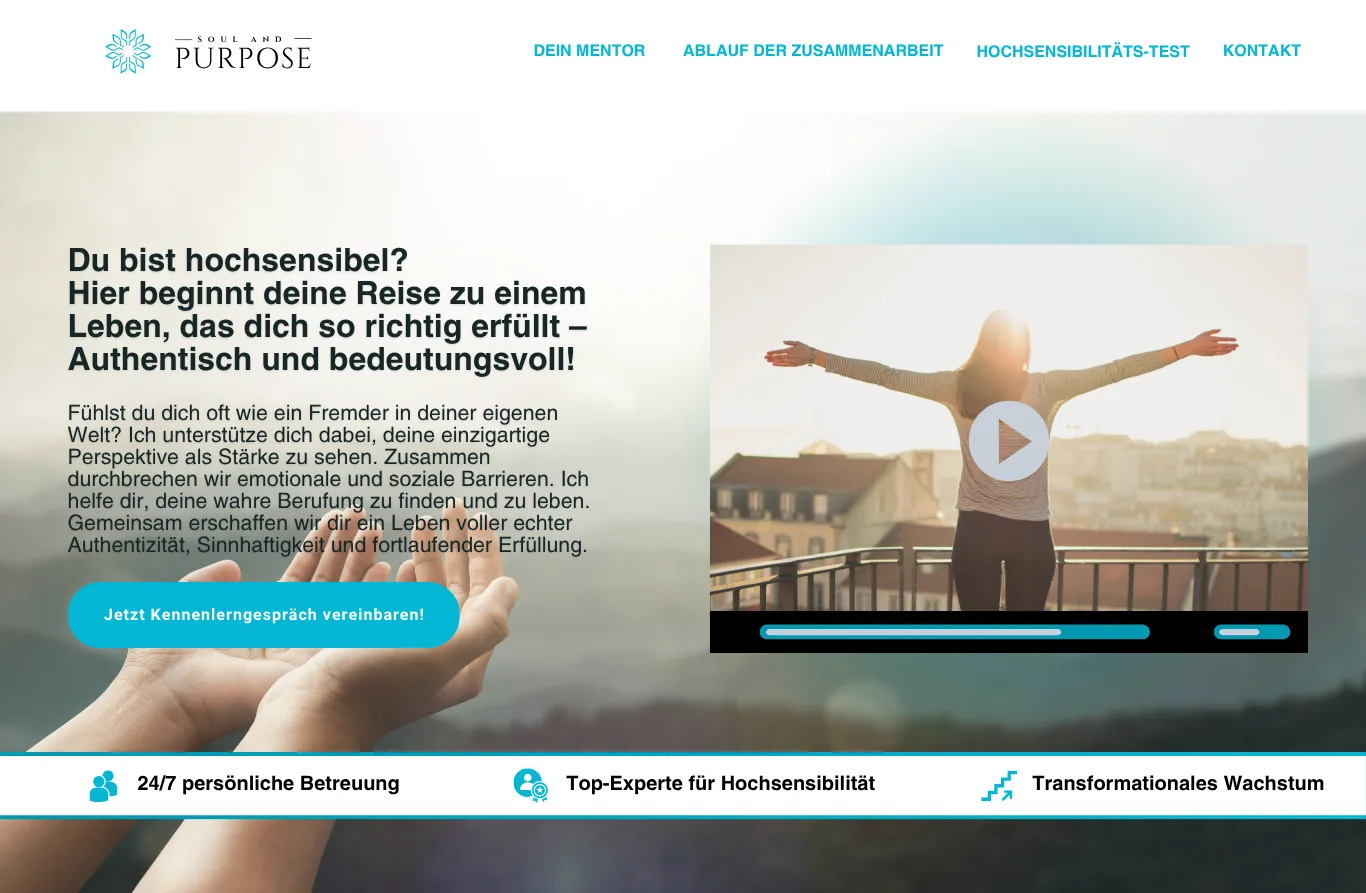 SOUL AND
PURPOSE
DEIN MENTOR
ABLAUF DER ZUSAMMENARBEIT
HOCHSENSIBILITÄTS-TEST
KONTAKT
Du bist hochsensibel?
Hier beginnt deine Reise zu einem
Leben, das dich so richtig erfüllt –
Authentisch und bedeutungsvoll!
Fühlst du dich oft wie ein Fremder in deiner eigenen
Welt? Ich unterstütze dich dabei, deine einzigartige
Perspektive als Stärke zu sehen. Zusammen
durchbrechen wir emotionale und soziale Barrieren. Ich
helfe dir, deine wahre Berufung zu finden und zu leben.
Gemeinsam erschaffen wir dir ein Leben voller echter
Authentizität, Sinnhaftigkeit und fortlaufender Erfüllung.
Jetzt Kennenlerngespräch vereinbaren!
24/7 persönliche Betreuung
Top-Experte für Hochsensibilität
Transformationales Wachstum